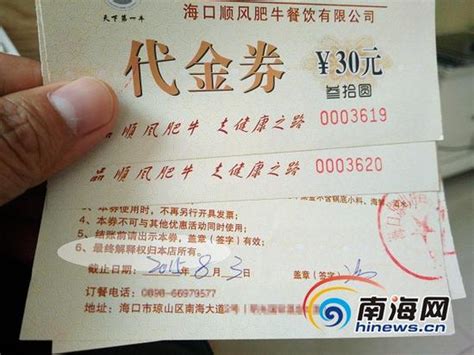 天下第一牛
海口顺风肥牛餐饮有限公司
代金券 ¥30元
叁拾圆
品顺风肥牛 走健康之路 0003619
品顺风肥牛 走健康之路 0003620
3、本券使用时，不再另行开具发票；
4、本券不可与其他优惠活动同时使用；
5、结账前请出示本券，盖章（签字）有效；
6、最终解释权归本店所有。
截止日期：2015年8月3日 盖章（签字）
订餐电话：0898-66979577
地址：海口市琼山区南海大道
南海网
hinews.cn